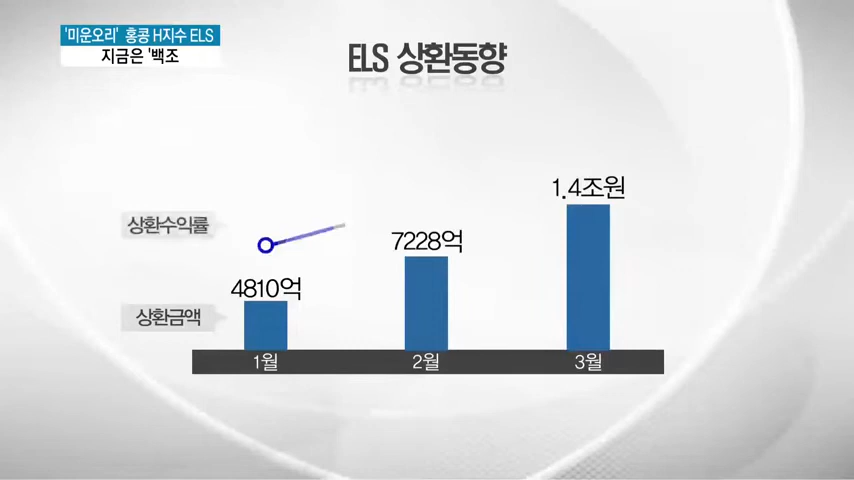 '미운오리' 홍콩 H지수 ELS
지금은 '백조
ELS 상환동향
1.4조원
상환수익률
7228억
4810억
상환금액
1월
2월
3월